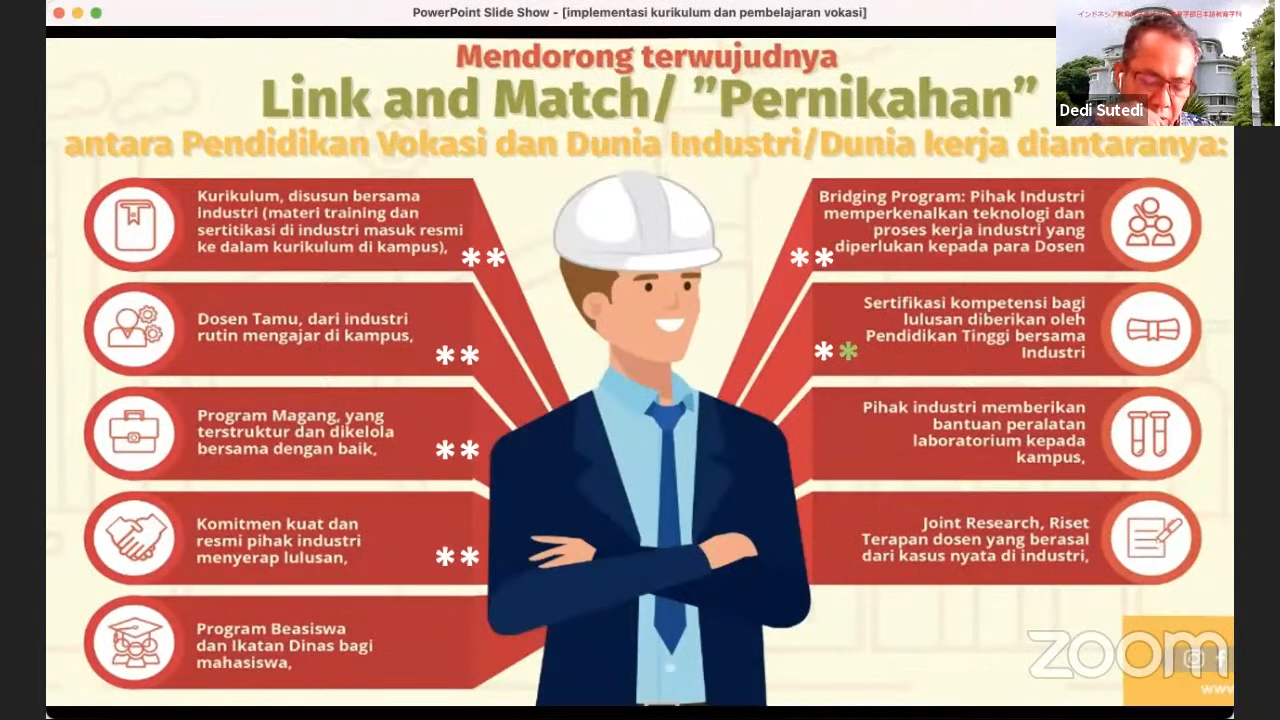 PowerPoint Slide Show - [implementasi kurikulum dan pembelajaran vokasi]
Mendorong terwujudnya
Link and Match/ ”Pernikahan”
antara Pendidikan Vokasi dan Dunia Industri/Dunia kerja diantaranya:
Kurikulum, disusun bersama
Industri (materi training dan
sertitikasi di industri masuk resmi
ke dalam kurikulum di kampus),
**
Dosen Tamu, dari industri
rutin mengajar di kampus,
**
Program Magang, yang
terstruktur dan dikelola
bersama dengan baik,
**
Komitmen kuat dan
resmi pihak industri
menyerap lulusan,
**
Program Beasiswa
dan Ikatan Dinas bagi
mahasiswa,
Bridging Program: Pihak Industri
memperkenalkan teknologi dan
proses kerja industri yang
diperlukan kepada para Dosen
**
Sertifikasi kompetensi bagi
lulusan diberikan oleh
Pendidikan Tinggi bersama
Industri
**
Pihak industri memberikan
bantuan peralatan
laboratorium kepada
kampus,
Joint Research, Riset
Terapan dosen yang berasal
dari kasus nyata di industri,
Dedi Sutedi
zoom
www